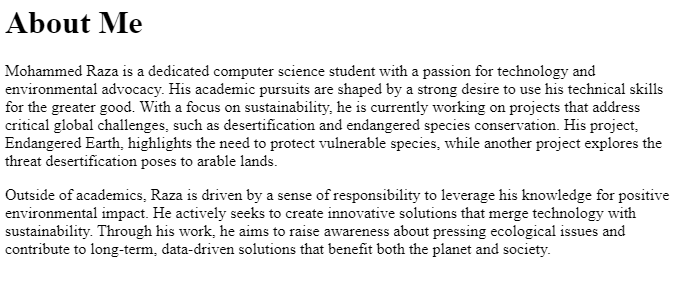 About Me
Mohammed Raza is a dedicated computer science student with a passion for technology and
environmental advocacy. His academic pursuits are shaped by a strong desire to use his technical skills
for the greater good. With a focus on sustainability, he is currently working on projects that address
critical global challenges, such as desertification and endangered species conservation. His project,
Endangered Earth, highlights the need to protect vulnerable species, while another project explores the
threat desertification poses to arable lands.
Outside of academics, Raza is driven by a sense of responsibility to leverage his knowledge for positive
environmental impact. He actively seeks to create innovative solutions that merge technology with
sustainability. Through his work, he aims to raise awareness about pressing ecological issues and
contribute to long-term, data-driven solutions that benefit both the planet and society.